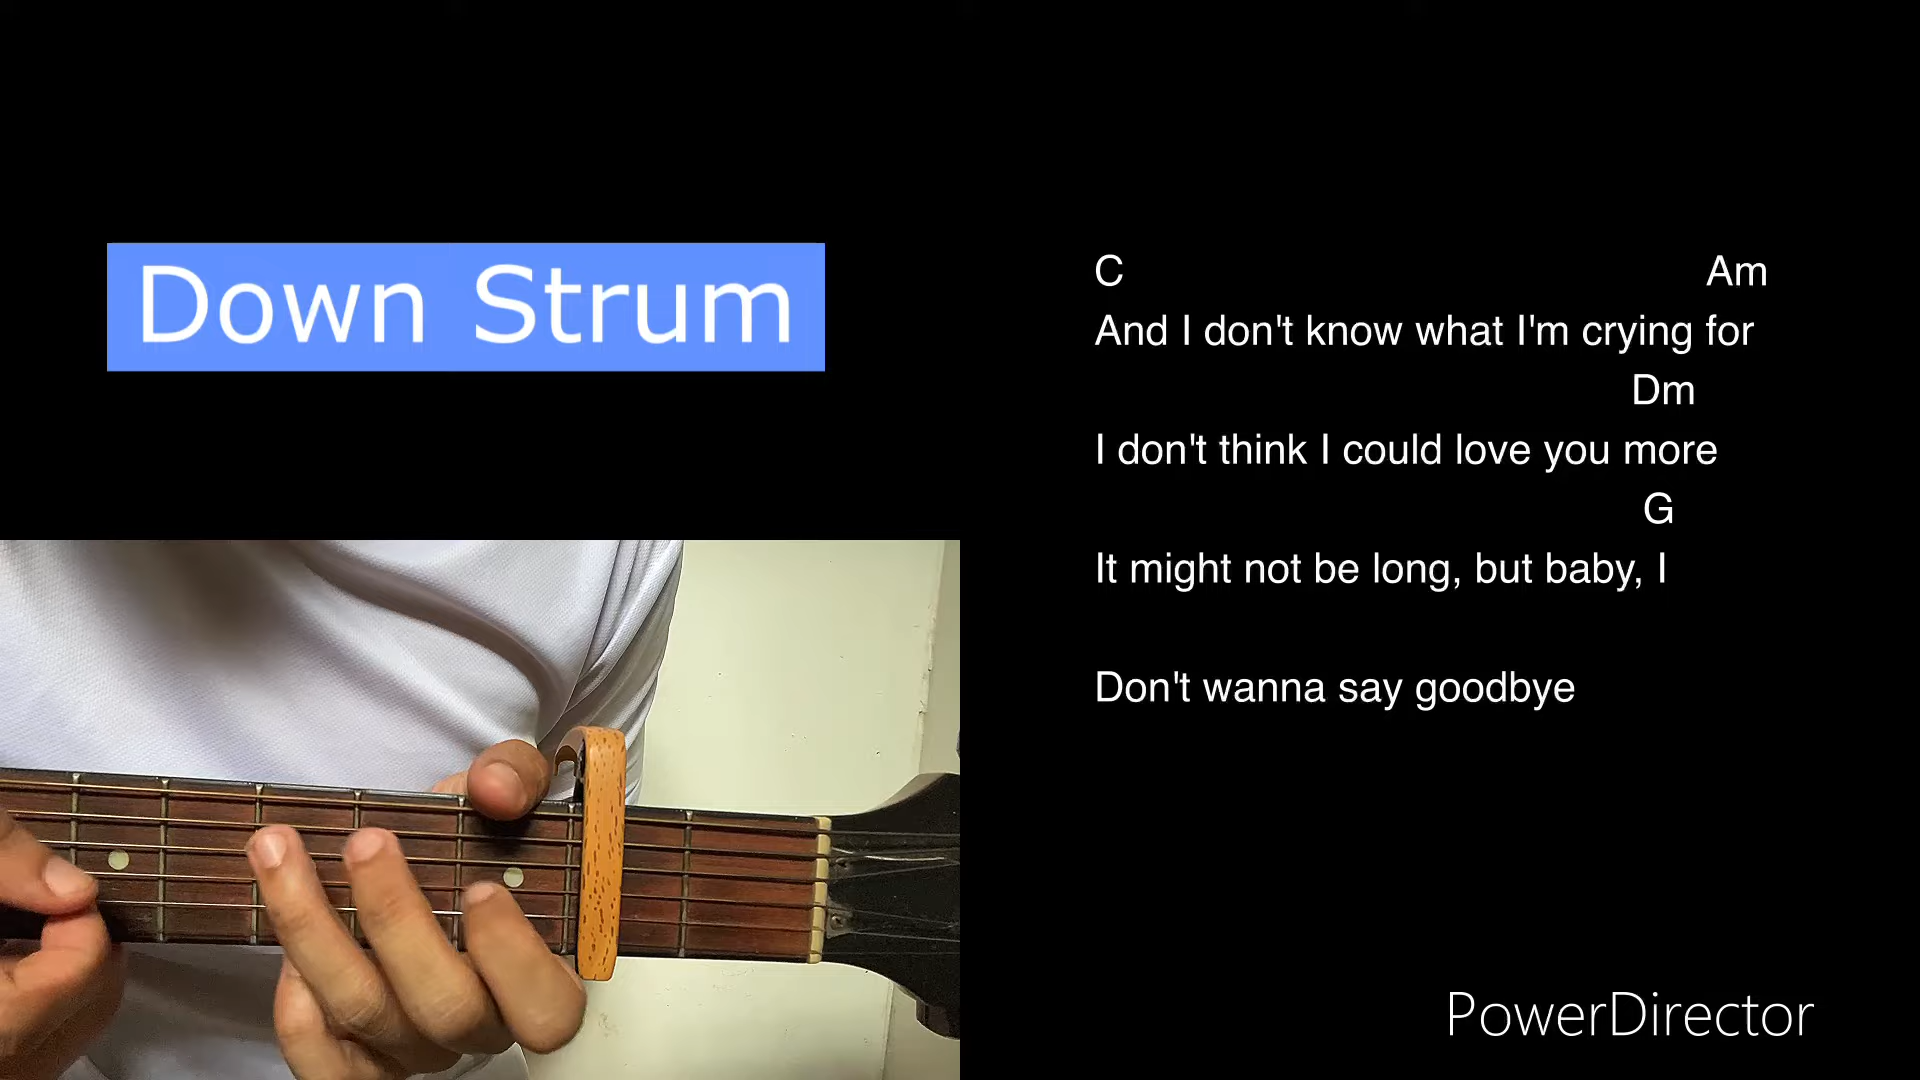 Down Strum
C Am
And I don't know what I'm crying for
Dm
I don't think I could love you more
G
It might not be long, but baby, I
Don't wanna say goodbye
PowerDirector